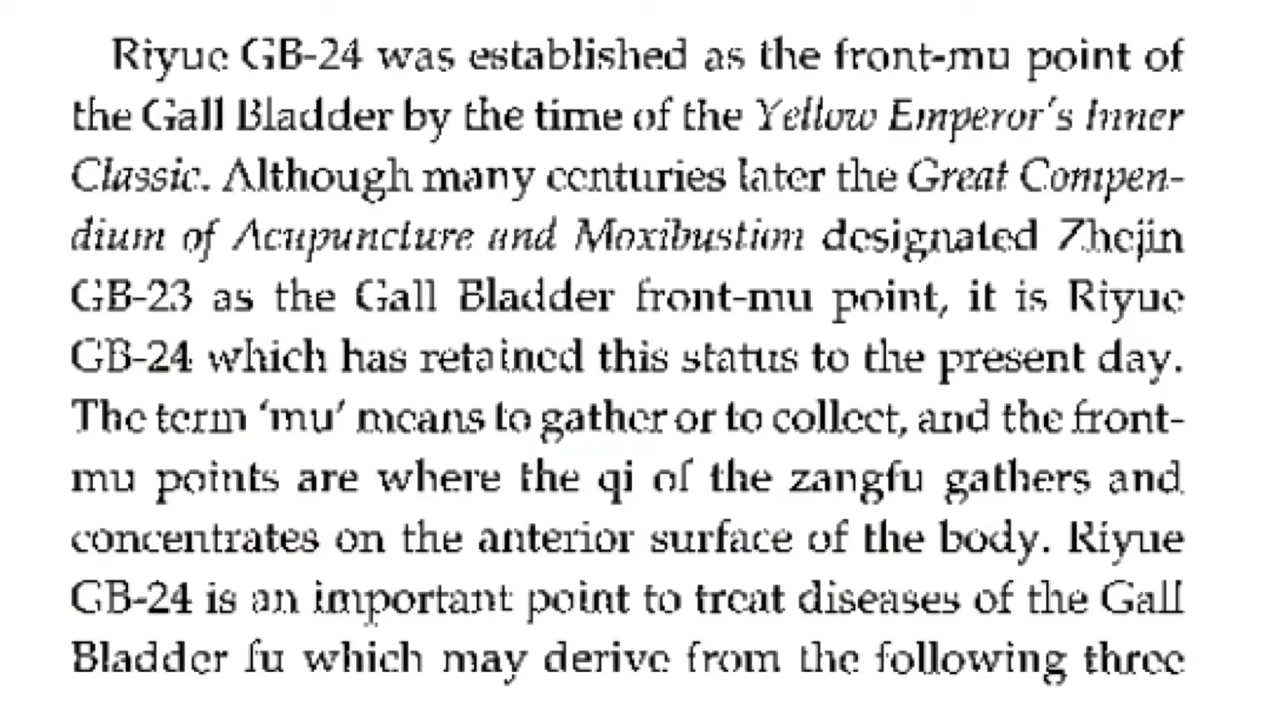 Riyue GB-24 was established as the front-mu point of
the Gall Bladder by the time of the Yellow Emperor's Inner
Classic. Although many centuries later the Great Compen-
dium of Acupuncture and Moxibustion designated Zhejin
GB-23 as the Gall Bladder front-mu point, it is Riyue
GB-24 which has retained this status to the present day.
The term 'mu' means to gather or to collect, and the front-
mu points are where the qi of the zangfu gathers and
concentrates on the anterior surface of the body. Riyue
GB-24 is an important point to treat diseases of the Gall
Bladder fu which may derive from the following three